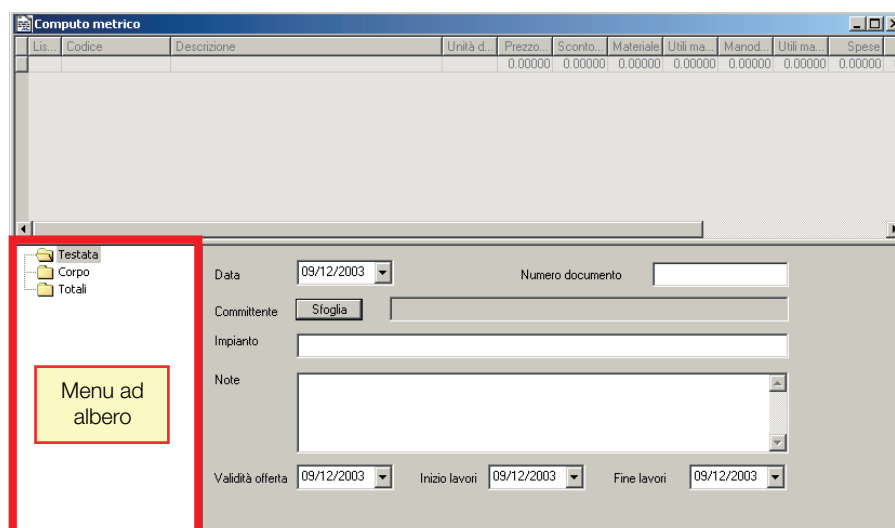 Computo metrico
Lis... Codice Descrizione Unità d... Prezzo... Sconto... Materiale Utili ma... Manod... Utili ma... Spese
0.00000 0.00000 0.00000 0.00000 0.00000 0.00000 0.00000
Testata
Corpo
Totali
Menu ad
albero
Data 09/12/2003 Numero documento
Committente Sfoglia
Impianto
Note
Validità offerta 09/12/2003 Inizio lavori 09/12/2003 Fine lavori 09/12/2003